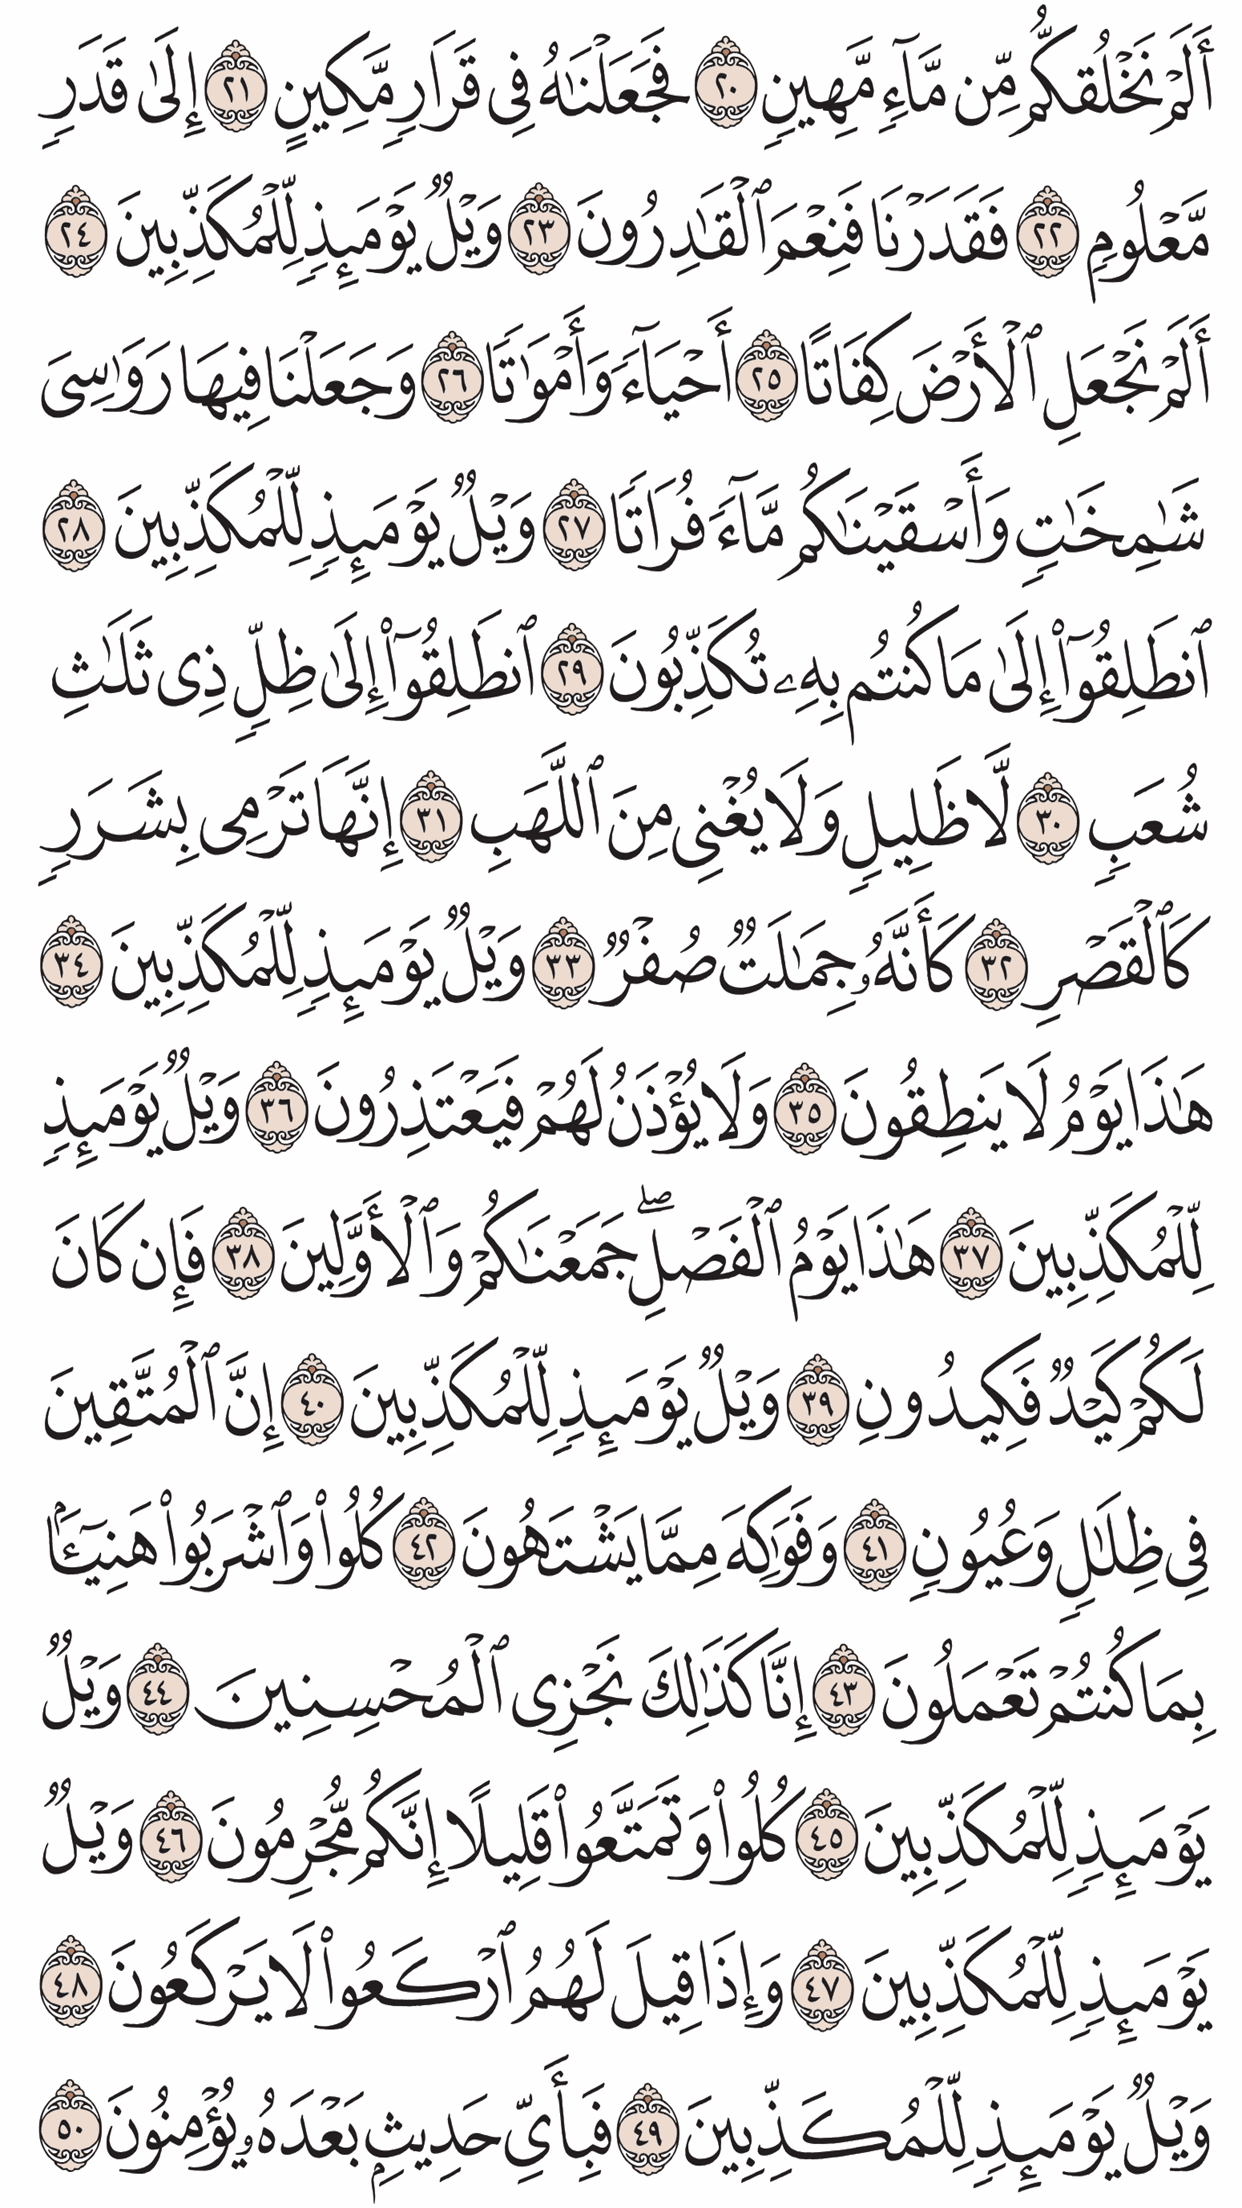 أَلَمْ نَخْلُقكُّم مِّن مَّآءٍ مَّهِينٍ ٢٠ فَجَعَلْنَٰهُ فِى قَرَارٍ مَّكِينٍ ٢١ إِلَىٰ قَدَرٍ
مَّعْلُومٍ ٢٢ فَقَدَرْنَا فَنِعْمَ ٱلْقَٰدِرُونَ ٢٣ وَيْلٌ يَوْمَئِذٍ لِّلْمُكَذِّبِينَ ٢٤
أَلَمْ نَجْعَلِ ٱلْأَرْضَ كِفَاتًا ٢٥ أَحْيَآءً وَأَمْوَٰتًا ٢٦ وَجَعَلْنَا فِيهَا رَوَٰسِىَ
شَٰمِخَٰتٍ وَأَسْقَيْنَٰكُم مَّآءً فُرَاتًا ٢٧ وَيْلٌ يَوْمَئِذٍ لِّلْمُكَذِّبِينَ ٢٨
ٱنطَلِقُوٓا۟ إِلَىٰ مَا كُنتُم بِهِۦ تُكَذِّبُونَ ٢٩ ٱنطَلِقُوٓا۟ إِلَىٰ ظِلٍّ ذِى ثَلَٰثِ
شُعَبٍ ٣٠ لَّا ظَلِيلٍ وَلَا يُغْنِى مِنَ ٱللَّهَبِ ٣١ إِنَّهَا تَرْمِى بِشَرَرٍ
كَٱلْقَصْرِ ٣٢ كَأَنَّهُۥ جِمَٰلَتٌ صُفْرٌ ٣٣ وَيْلٌ يَوْمَئِذٍ لِّلْمُكَذِّبِينَ ٣٤
هَٰذَا يَوْمُ لَا يَنطِقُونَ ٣٥ وَلَا يُؤْذَنُ لَهُمْ فَيَعْتَذِرُونَ ٣٦ وَيْلٌ يَوْمَئِذٍ
لِّلْمُكَذِّبِينَ ٣٧ هَٰذَا يَوْمُ ٱلْفَصْلِ ۖ جَمَعْنَٰكُمْ وَٱلْأَوَّلِينَ ٣٨ فَإِن كَانَ
لَكُمْ كَيْدٌ فَكِيدُونِ ٣٩ وَيْلٌ يَوْمَئِذٍ لِّلْمُكَذِّبِينَ ٤٠ إِنَّ ٱلْمُتَّقِينَ
فِى ظِلَٰلٍ وَعُيُونٍ ٤١ وَفَوَٰكِهَ مِمَّا يَشْتَهُونَ ٤٢ كُلُوا۟ وَٱشْرَبُوا۟ هَنِيٓـًٔۢا
بِمَا كُنتُمْ تَعْمَلُونَ ٤٣ إِنَّا كَذَٰلِكَ نَجْزِى ٱلْمُحْسِنِينَ ٤٤ وَيْلٌ
يَوْمَئِذٍ لِّلْمُكَذِّبِينَ ٤٥ كُلُوا۟ وَتَمَتَّعُوا۟ قَلِيلًا إِنَّكُم مُّجْرِمُونَ ٤٦ وَيْلٌ
يَوْمَئِذٍ لِّلْمُكَذِّبِينَ ٤٧ وَإِذَا قِيلَ لَهُمُ ٱرْكَعُوا۟ لَا يَرْكَعُونَ ٤٨
وَيْلٌ يَوْمَئِذٍ لِّلْمُكَذِّبِينَ ٤٩ فَبِأَىِّ حَدِيثٍۭ بَعْدَهُۥ يُؤْمِنُونَ ٥٠